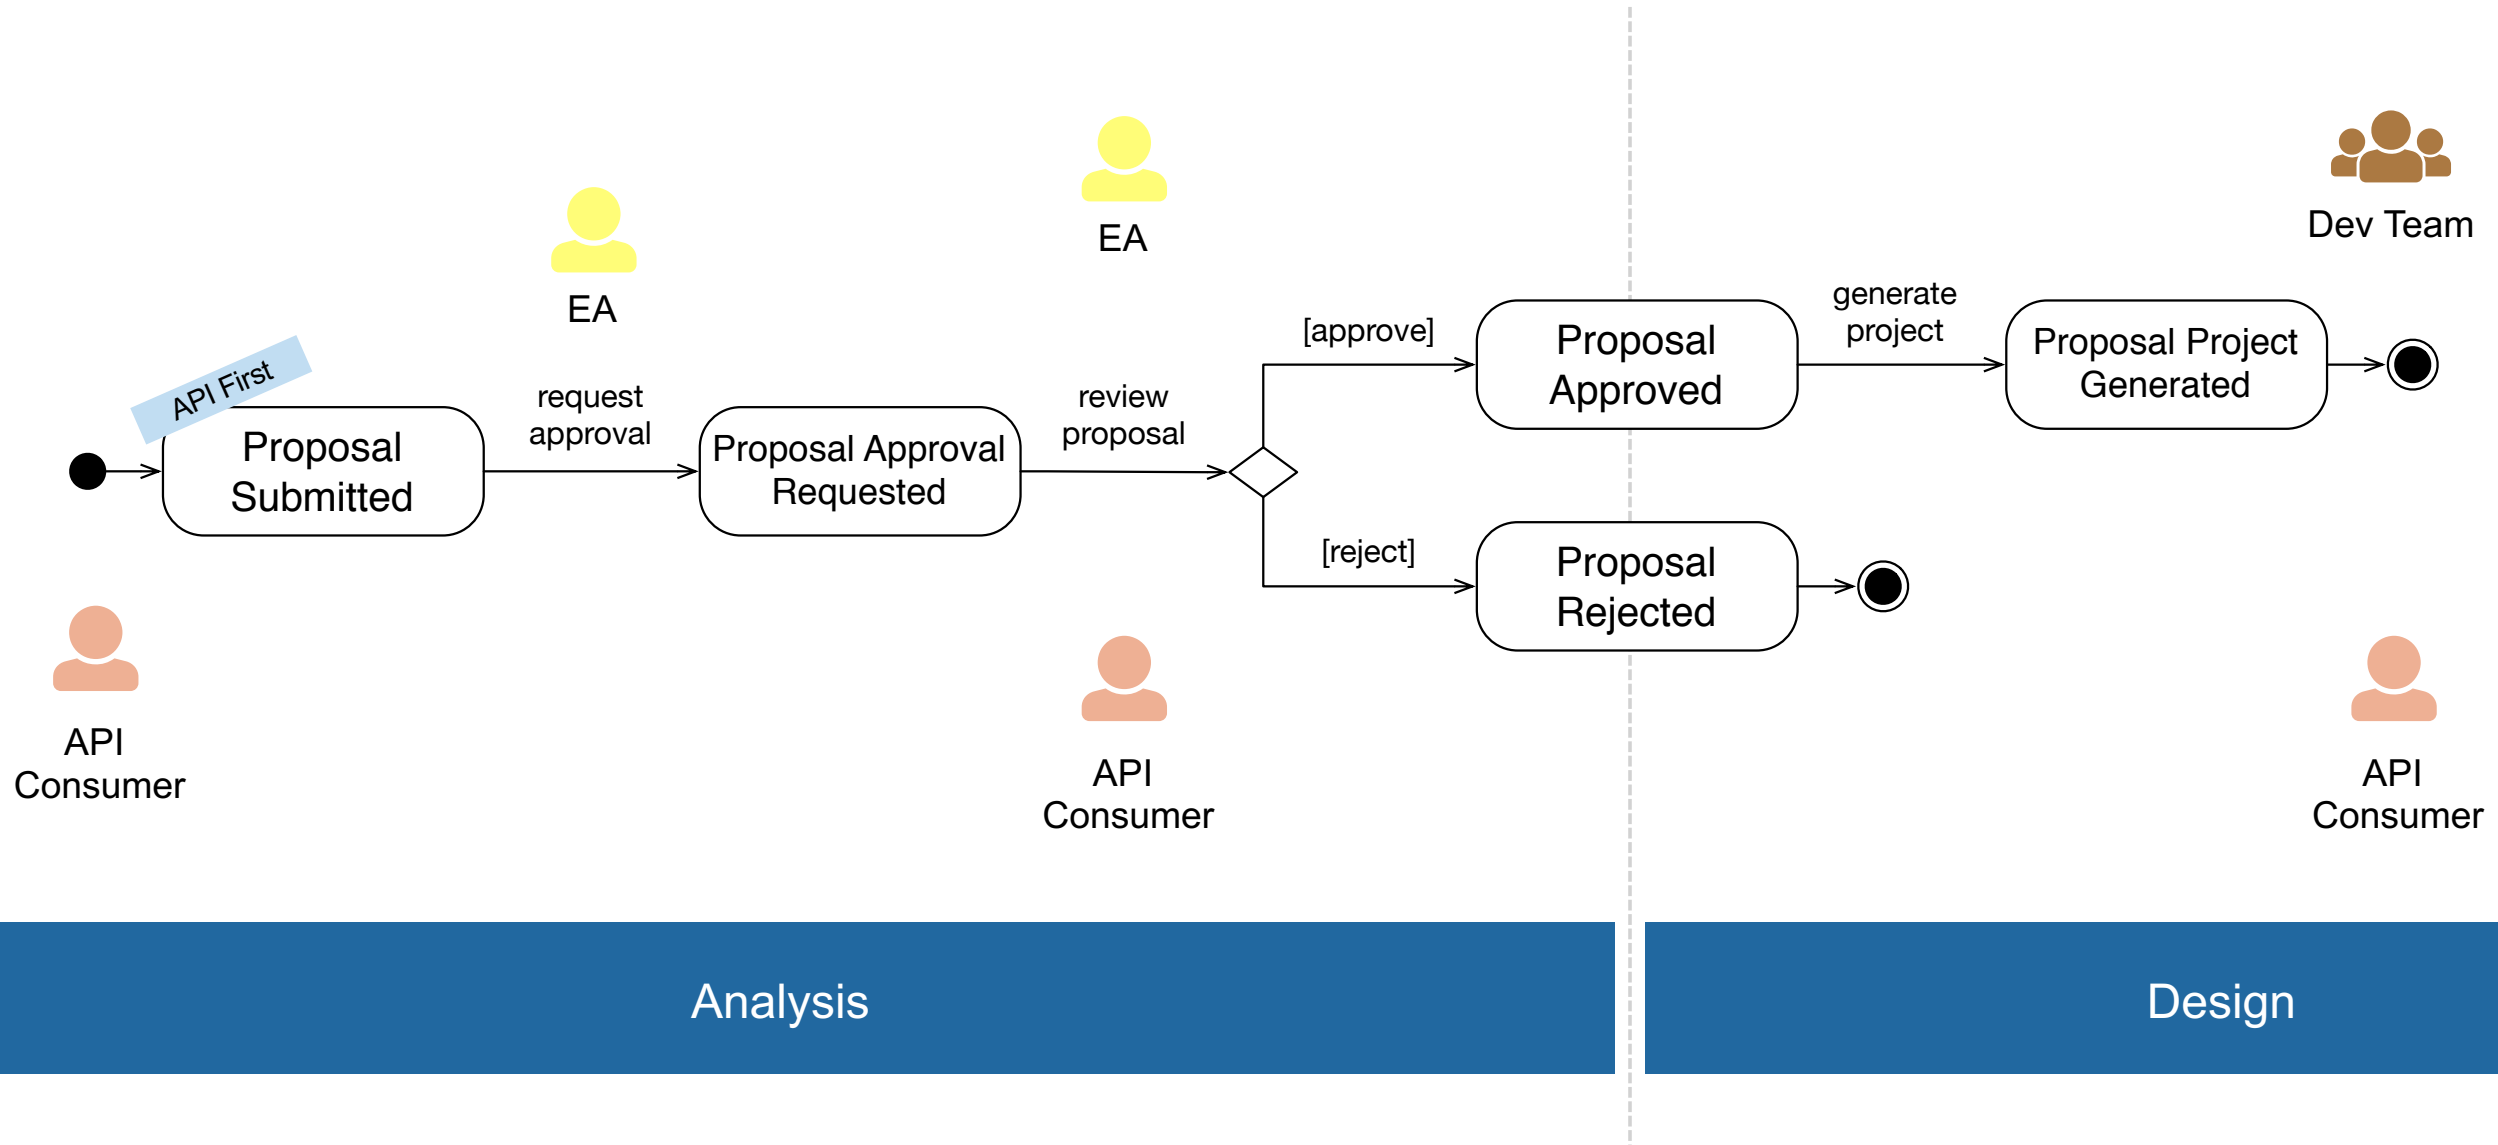 EA
EA
Dev Team
API First
request
approval
review
proposal
[approve]
generate
project
Proposal
Submitted
Proposal Approval
Requested
Proposal
Approved
Proposal Project
Generated
[reject]
Proposal
Rejected
API
Consumer
API
Consumer
API
Consumer
Analysis
Design